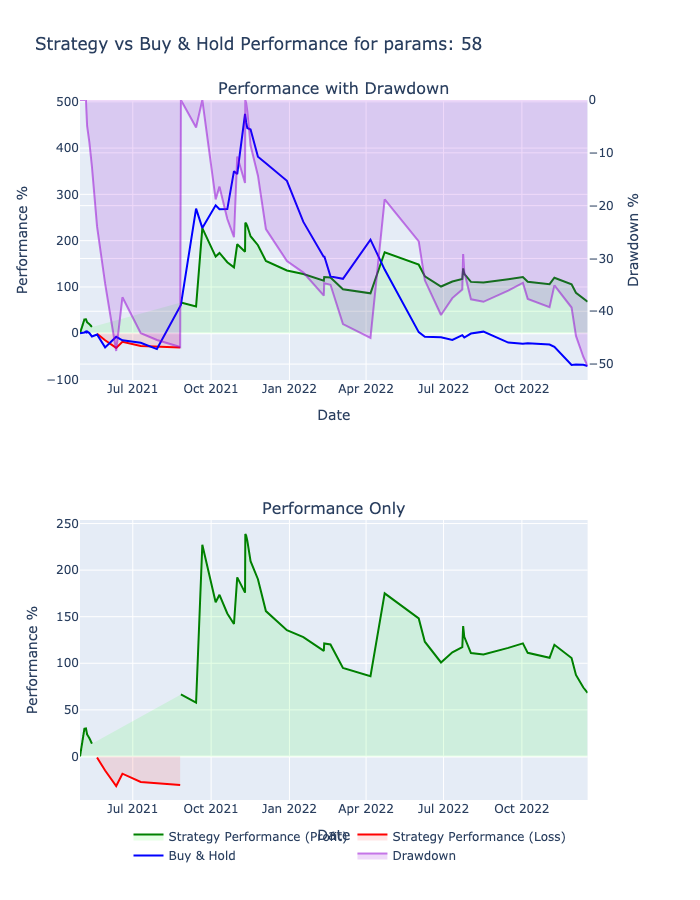 Strategy vs Buy & Hold Performance for params: 58
Performance with Drawdown
500
400
300
200
100
0
−100
Performance %
0
−10
−20
−30
−40
−50
Drawdown %
Jul 2021 Oct 2021 Jan 2022 Apr 2022 Jul 2022 Oct 2022
Date
Performance Only
250
200
150
100
50
0
Performance %
Jul 2021 Oct 2021 Jan 2022 Apr 2022 Jul 2022 Oct 2022
Date
Strategy Performance (Profit) Strategy Performance (Loss)
Buy & Hold Drawdown